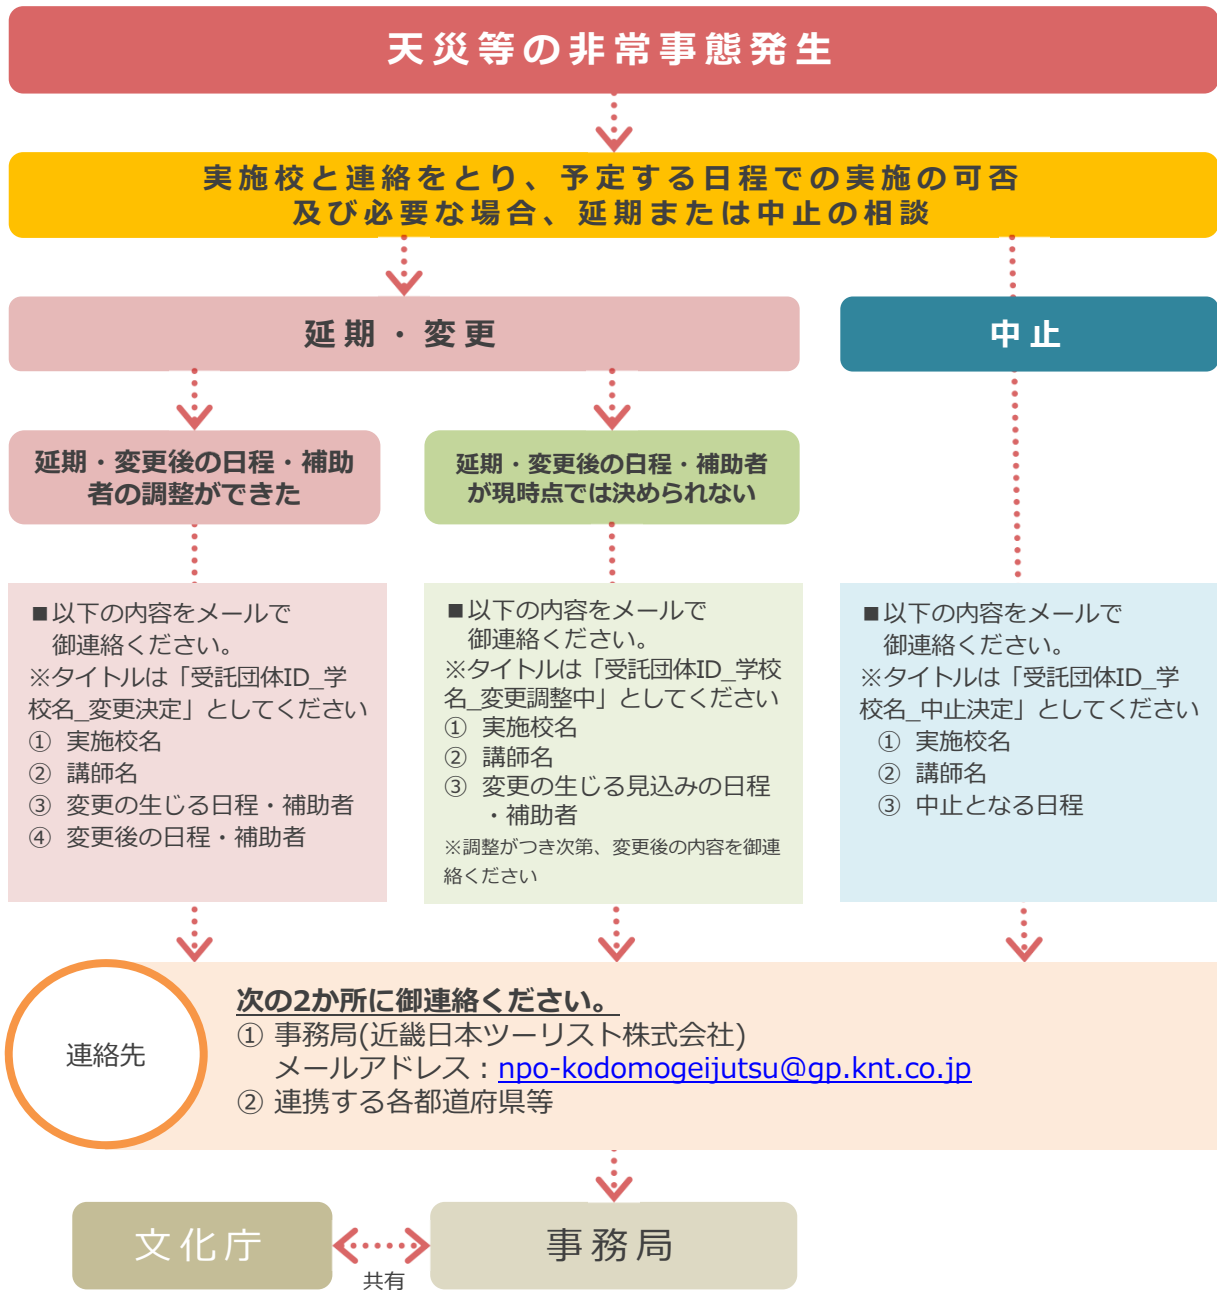 天災等の非常事態発生
実施校と連絡をとり、予定する日程での実施の可否
及び必要な場合、延期または中止の相談
延期・変更
中止
延期・変更後の日程・補助
者の調整ができた
延期・変更後の日程・補助者
が現時点では決められない
■以下の内容をメールで
御連絡ください。
※タイトルは「受託団体ID_学
校名_変更決定」としてください
① 実施校名
② 講師名
③ 変更の生じる日程・補助者
④ 変更後の日程・補助者
■以下の内容をメールで
御連絡ください。
※タイトルは「受託団体ID_学校
名_変更調整中」としてください
① 実施校名
② 講師名
③ 変更の生じる見込みの日程
・補助者
※調整がつき次第、変更後の内容を御連
絡ください
■以下の内容をメールで
御連絡ください。
※タイトルは「受託団体ID_学
校名_中止決定」としてください
① 実施校名
② 講師名
③ 中止となる日程
連絡先
次の2か所に御連絡ください。
① 事務局(近畿日本ツーリスト株式会社)
メールアドレス：npo-kodomogeijutsu@gp.knt.co.jp
② 連携する各都道府県等
文化庁
共有
事務局